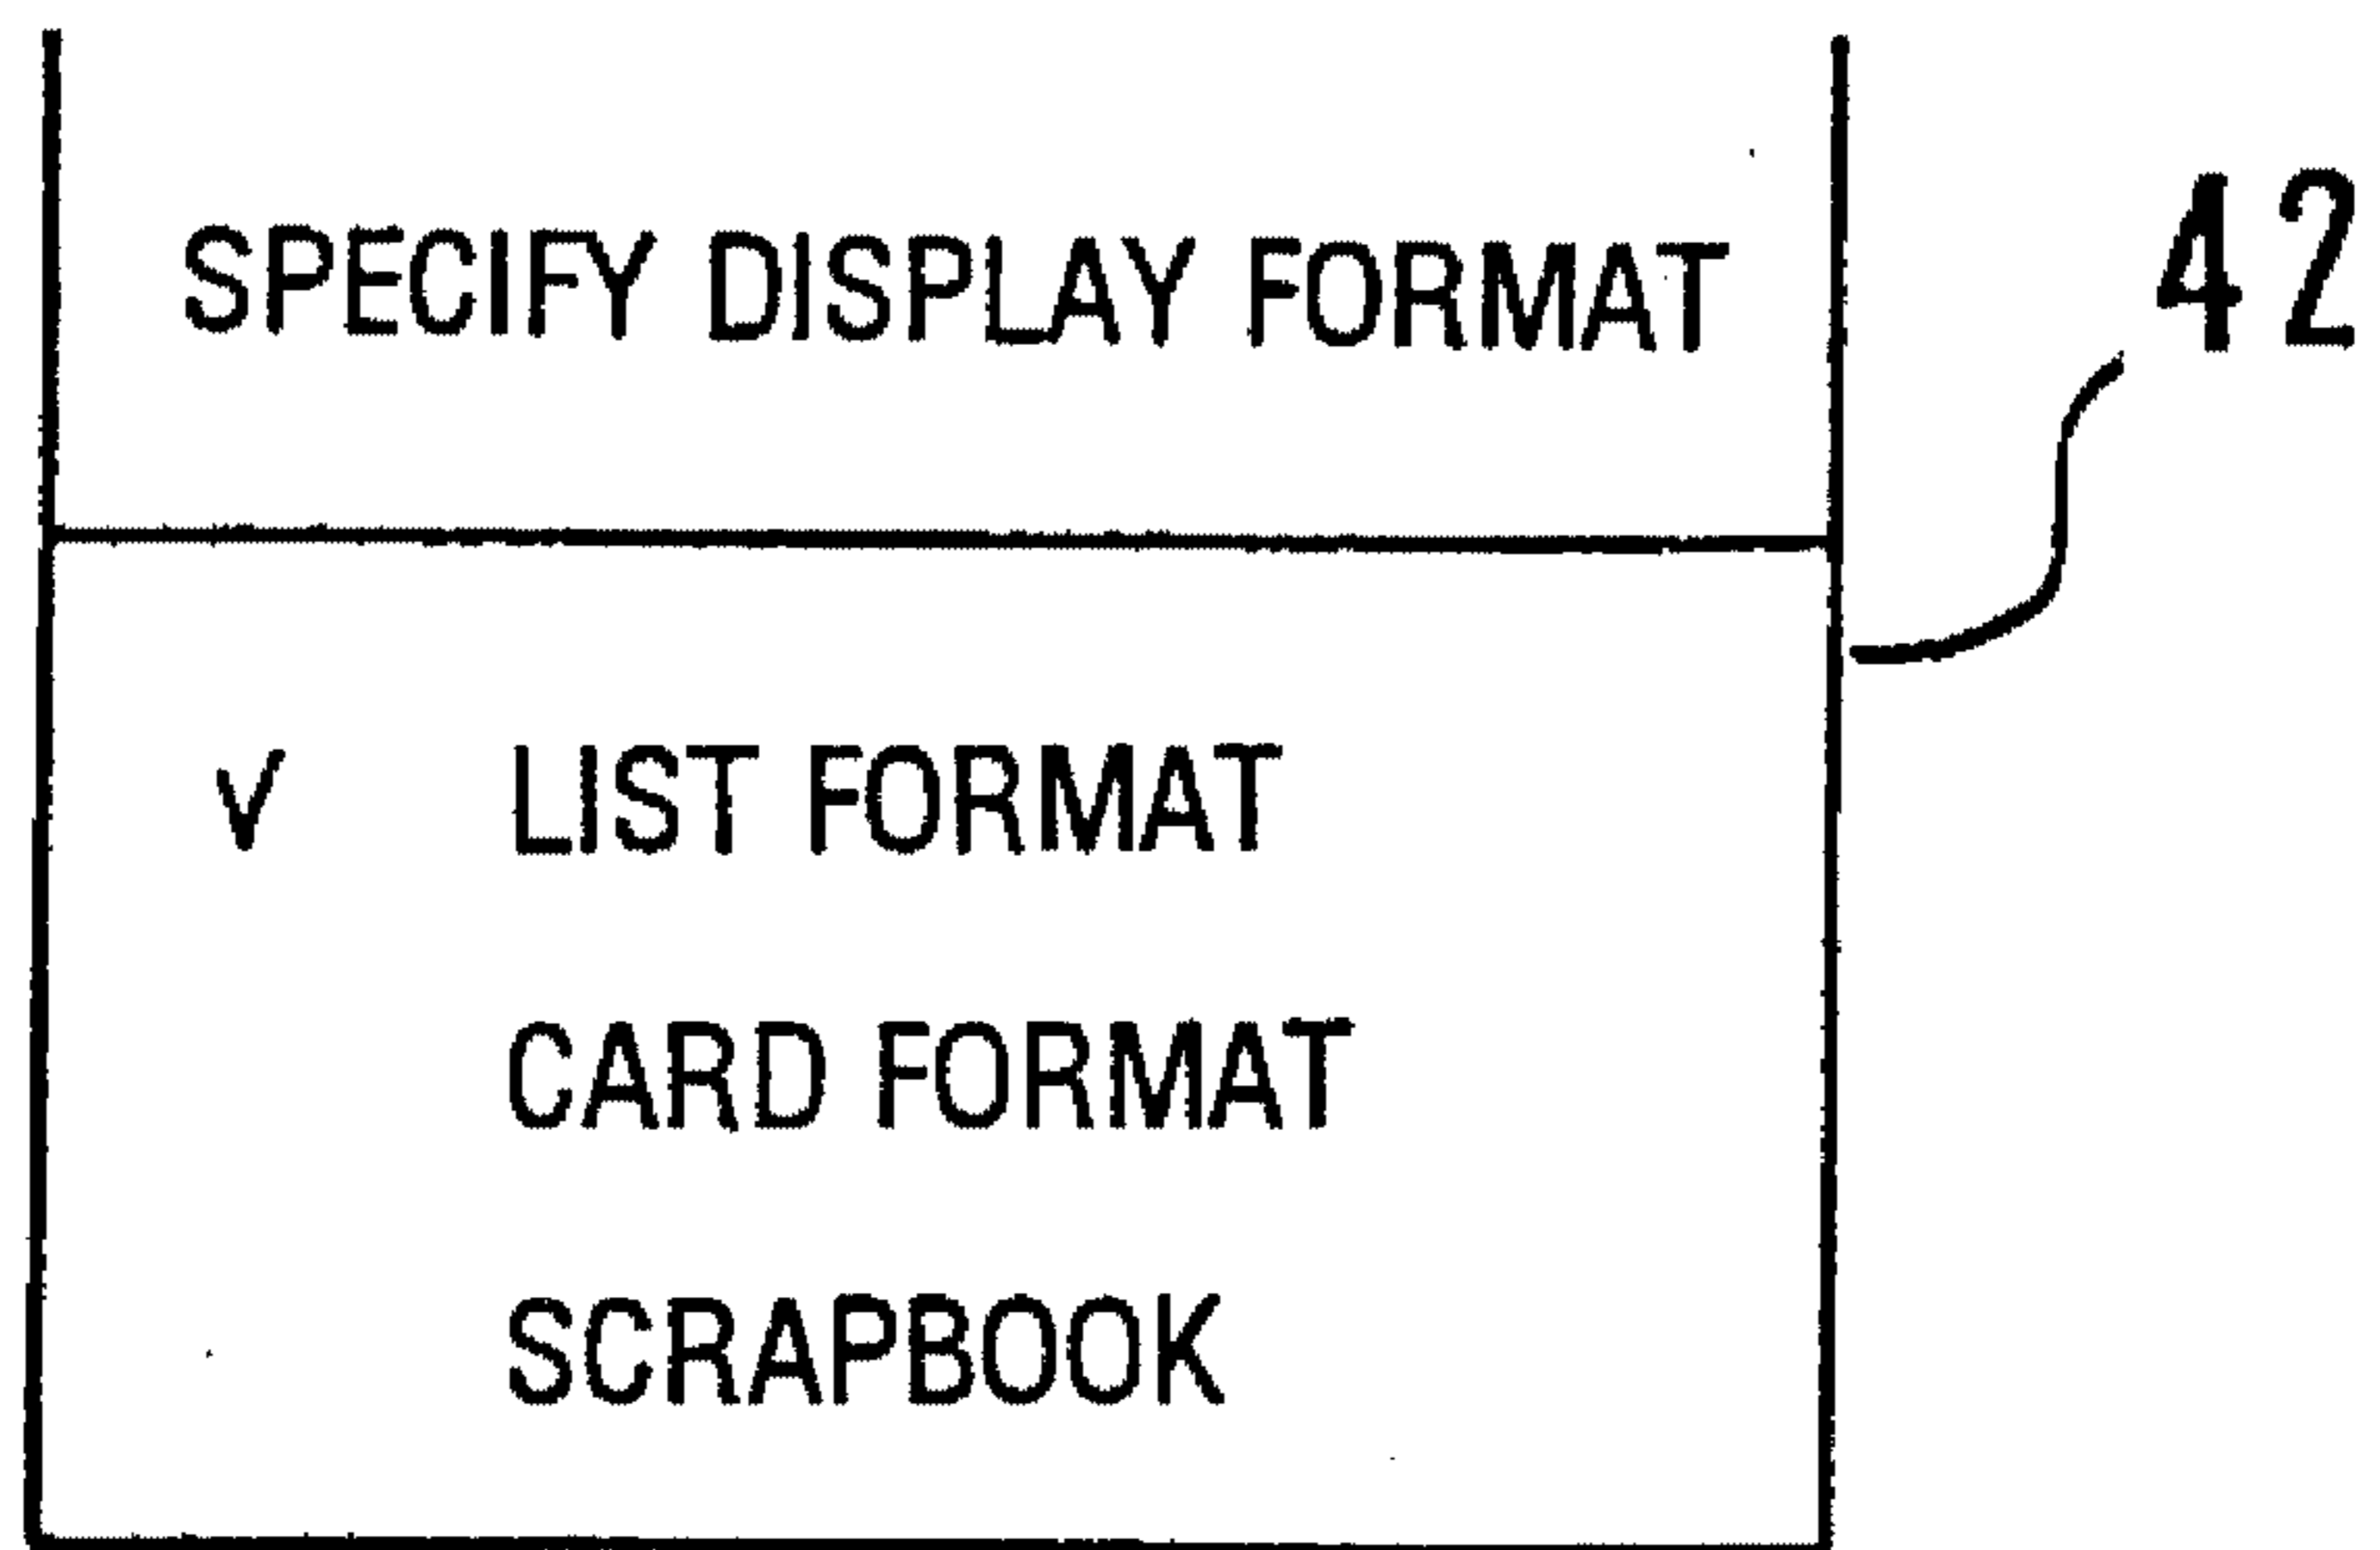 SPECIFY DISPLAY FORMAT
42
✓ LIST FORMAT
CARD FORMAT
SCRAPBOOK